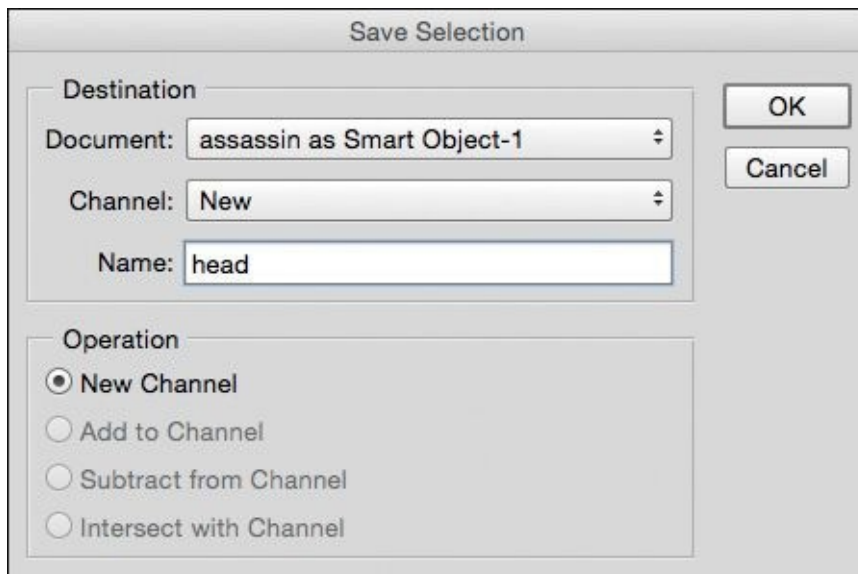 Save Selection
Destination
Document: assassin as Smart Object-1
Channel: New
Name: head
OK
Cancel
Operation
New Channel
Add to Channel
Subtract from Channel
Intersect with Channel